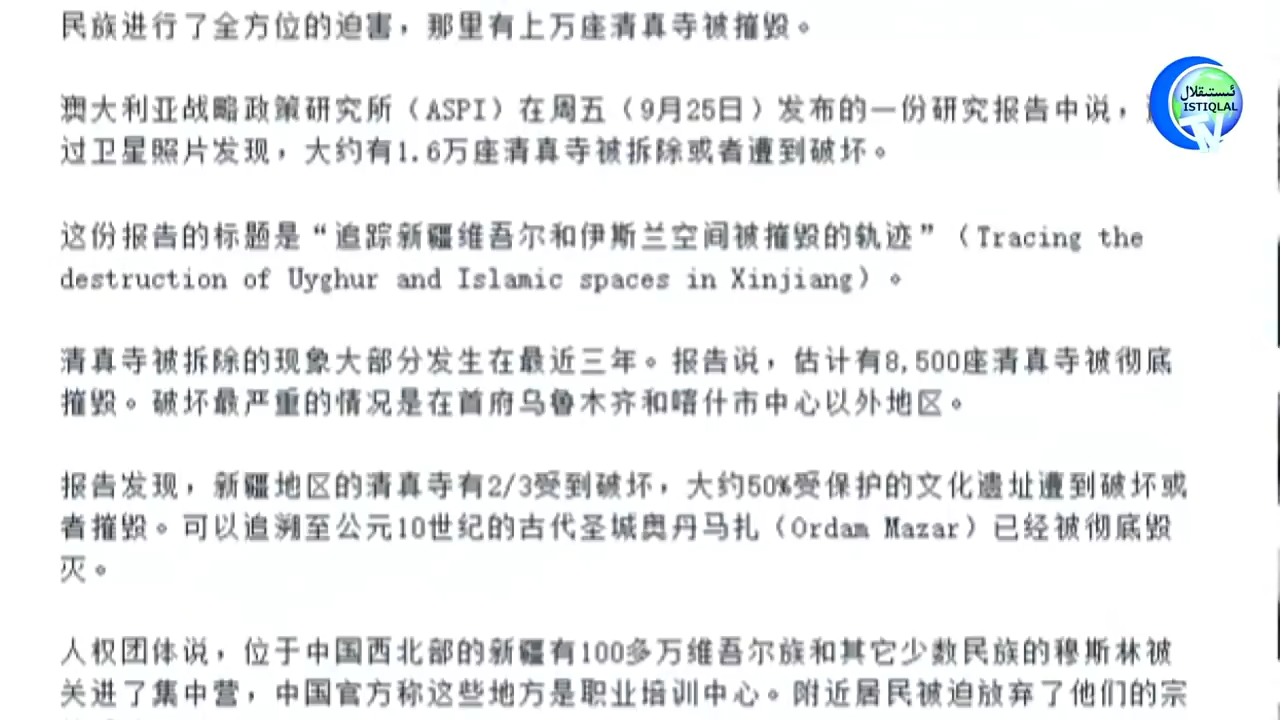 民族进行了全方位的迫害，那里有上万座清真寺被摧毁。
澳大利亚战略政策研究所（ASPI）在周五（9月25日）发布的一份研究报告中说，
过卫星照片发现，大约有1.6万座清真寺被拆除或者遭到破坏。
这份报告的标题是“追踪新疆维吾尔和伊斯兰空间被摧毁的轨迹”（Tracing the
destruction of Uyghur and Islamic spaces in Xinjiang）。
清真寺被拆除的现象大部分发生在最近三年。报告说，估计有8,500座清真寺被彻底
摧毁。破坏最严重的情况是在首府乌鲁木齐和喀什市中心以外地区。
报告发现，新疆地区的清真寺有2/3受到破坏，大约50%受保护的文化遗址遭到破坏或
者摧毁。可以追溯至公元10世纪的古代圣城奥丹马扎（Ordam Mazar）已经被彻底毁
灭。
人权团体说，位于中国西北部的新疆有100多万维吾尔族和其它少数民族的穆斯林被
关进了集中营，中国官方称这些地方是职业培训中心。附近居民被迫放弃了他们的宗
ئىستىقلال
ISTIQLAL
TV